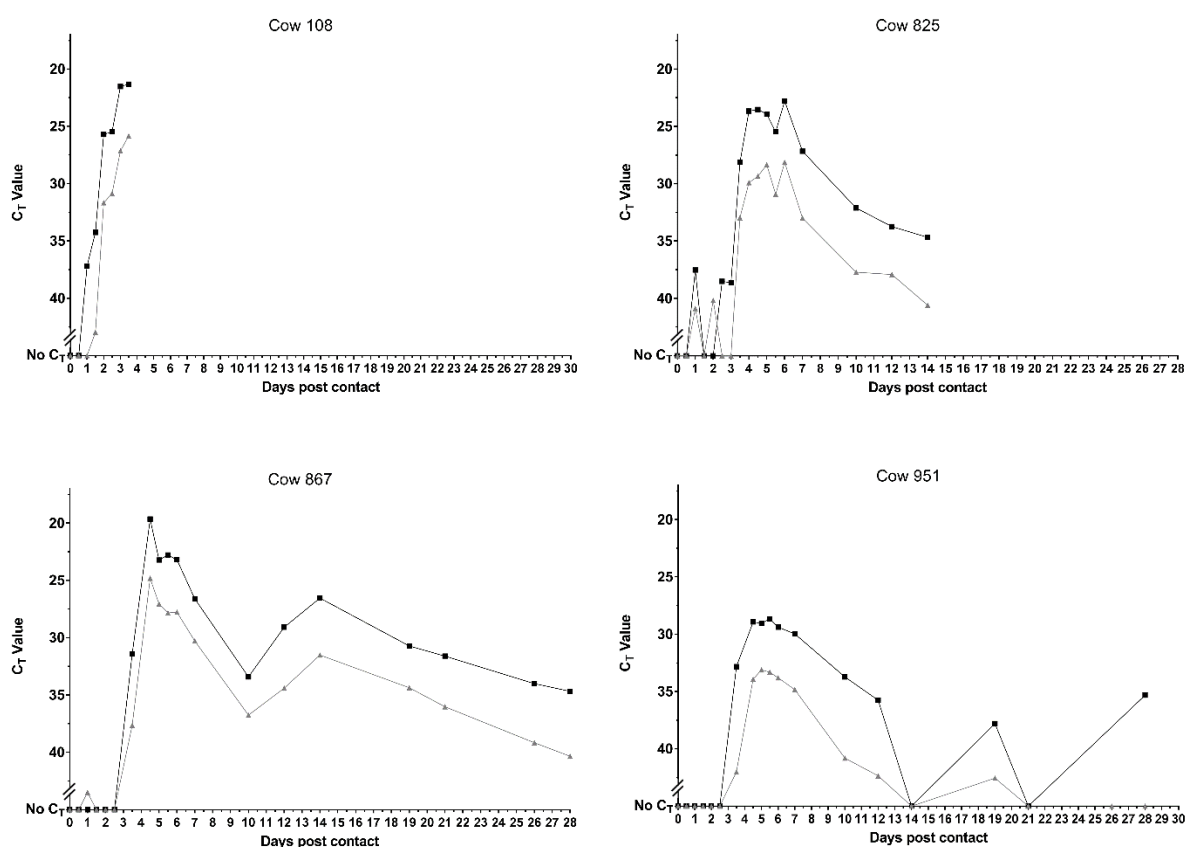 Cow 108
20
25
30
35
40
No CT
CT Value
0 1 2 3 4 5 6 7 8 9 10 11 12 13 14 15 16 17 18 19 20 21 22 23 24 25 26 27 28 29 30
Days post contact
Cow 825
20
25
30
35
40
No CT
CT Value
0 1 2 3 4 5 6 7 8 9 10 11 12 13 14 15 16 17 18 19 20 21 22 23 24 25 26 27 28
Days post contact
Cow 867
20
25
30
35
40
No CT
CT Value
0 1 2 3 4 5 6 7 8 9 10 11 12 13 14 15 16 17 18 19 20 21 22 23 24 25 26 27 28
Days post contact
Cow 951
20
25
30
35
40
No CT
CT Value
0 1 2 3 4 5 6 7 8 9 10 11 12 13 14 15 16 17 18 19 20 21 22 23 24 25 26 27 28 29 30
Days post contact